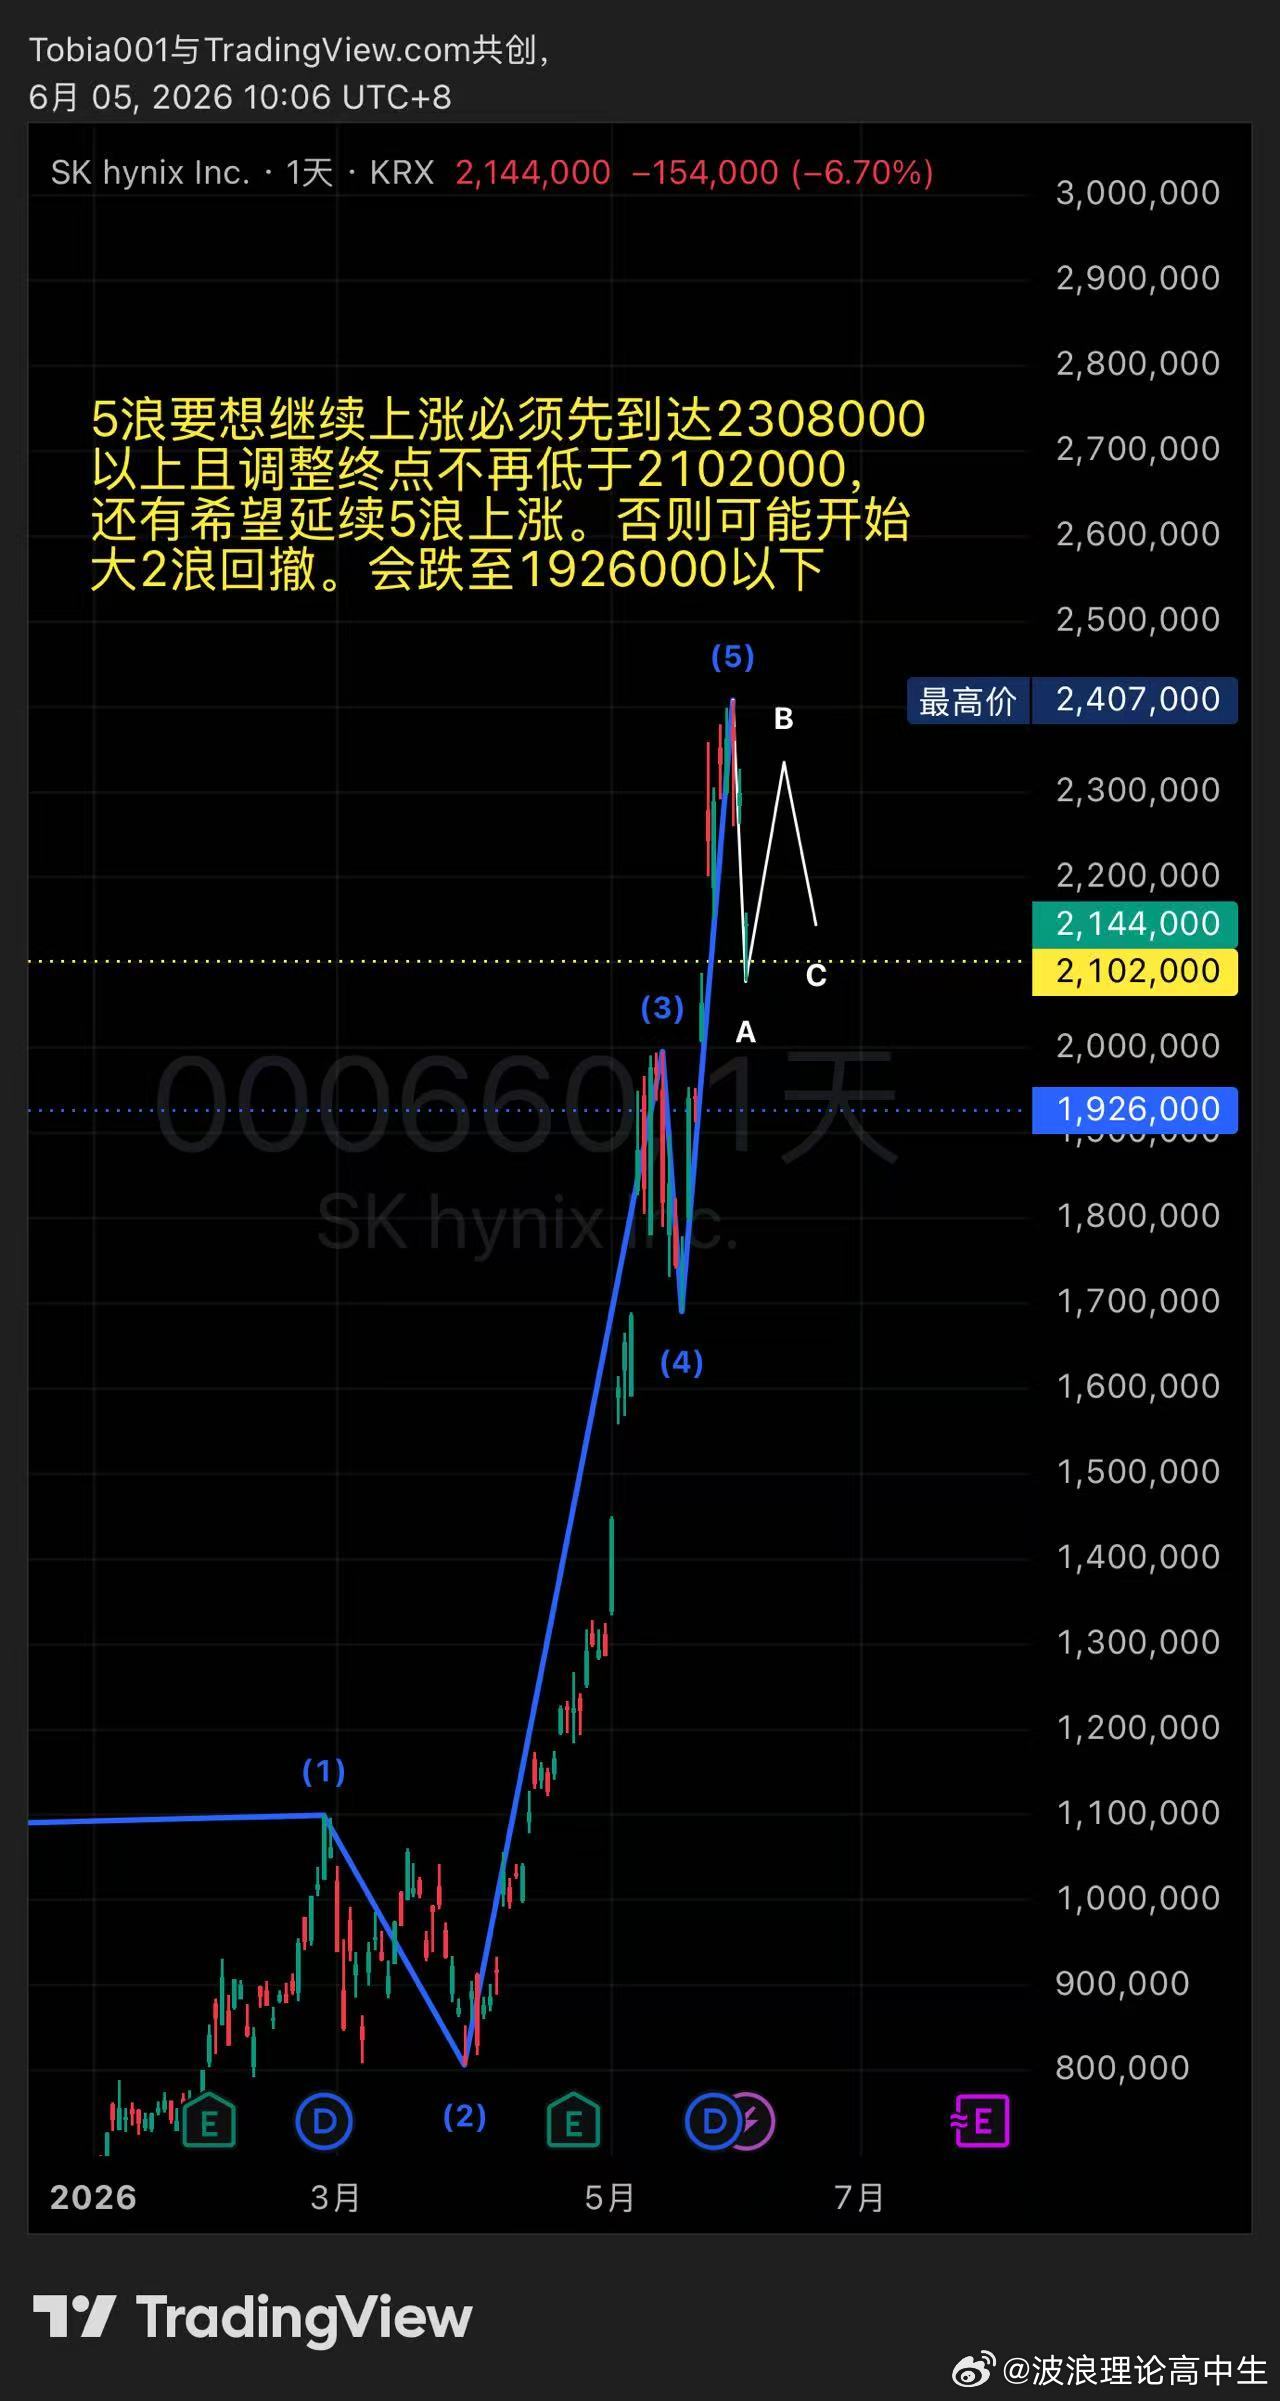 Tobia001与TradingView.com共创，
6月 05, 2026 10:06 UTC+8
SK hynix Inc. · 1天 · KRX 2,144,000 −154,000 (−6.70%)
3,000,000
2,900,000
2,800,000
5浪要想继续上涨必须先到达2308000
以上且调整终点不再低于2102000，
还有希望延续5浪上涨。否则可能开始
大2浪回撤。会跌至1926000以下
2,700,000
2,600,000
2,500,000
(5)
最高价 2,407,000
B
2,300,000
2,200,000
2,144,000
2,102,000
C
(3)
A
2,000,000
000660, 1天
1,926,000
1,900,000
SK hynix Inc.
1,800,000
1,700,000
(4)
1,600,000
1,500,000
1,400,000
1,300,000
1,200,000
(1)
1,100,000
1,000,000
900,000
800,000
E D (2) E D E
2026 3月 5月 7月
TradingView
@波浪理论高中生